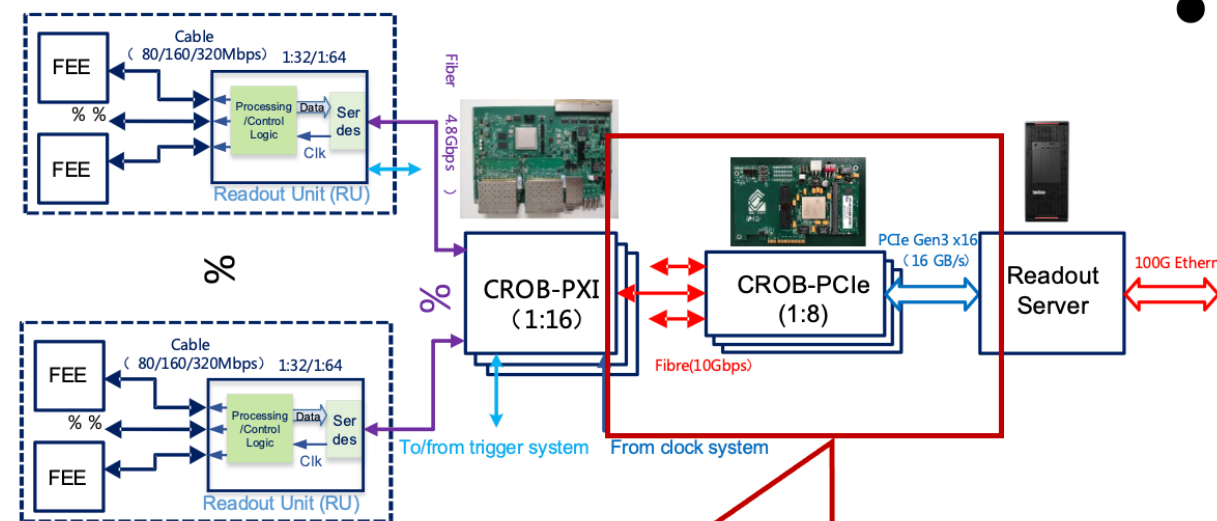 Cable
( 80/160/320Mbps) 1:32/1:64
FEE
% %
FEE
Processing
/Control
Logic
Data
Clk
Ser
des
Readout Unit (RU)
Fiber 4.8Gbps )
%
%
Cable
( 80/160/320Mbps) 1:32/1:64
FEE
% %
FEE
Processing
/Control
Logic
Data
Clk
Ser
des
Readout Unit (RU)
CROB-PXI
(1:16)
To/from trigger system
From clock system
Fibre(10Gbps)
CROB-PCIe
(1:8)
PCIe Gen3 x16
(16 GB/s)
Readout
Server
100G Ethern